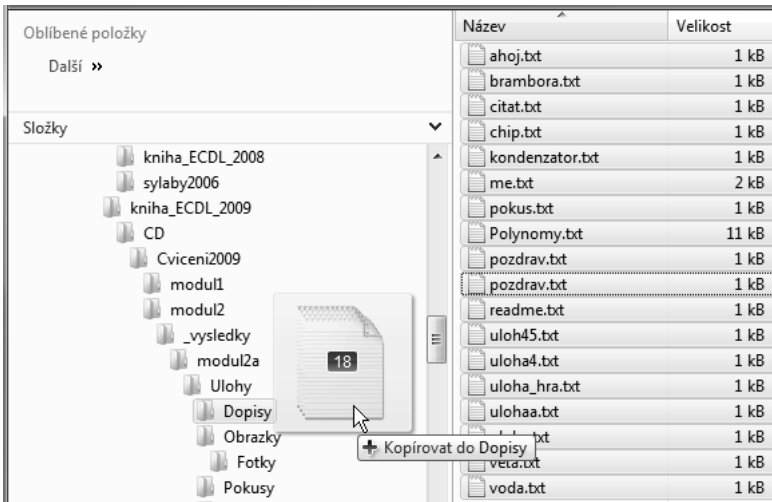 Oblíbené položky
Další »
Složky
kniha_ECDL_2008
sylaby2006
kniha_ECDL_2009
CD
Cviceni2009
modul1
modul2
_vysledky
modul2a
Ulohy
Dopisy
Obrazky
Fotky
Pokusy
18
Kopírovat do Dopisy
Název Velikost
ahoj.txt 1 kB
brambora.txt 1 kB
citat.txt 1 kB
chip.txt 1 kB
kondenzator.txt 1 kB
me.txt 2 kB
pokus.txt 1 kB
Polynomy.txt 11 kB
pozdrav.txt 1 kB
pozdrav.txt 1 kB
readme.txt 1 kB
uloh45.txt 1 kB
uloha4.txt 1 kB
uloha_hra.txt 1 kB
ulohaa.txt 1 kB
1 kB
veta.txt 1 kB
voda.txt 1 kB